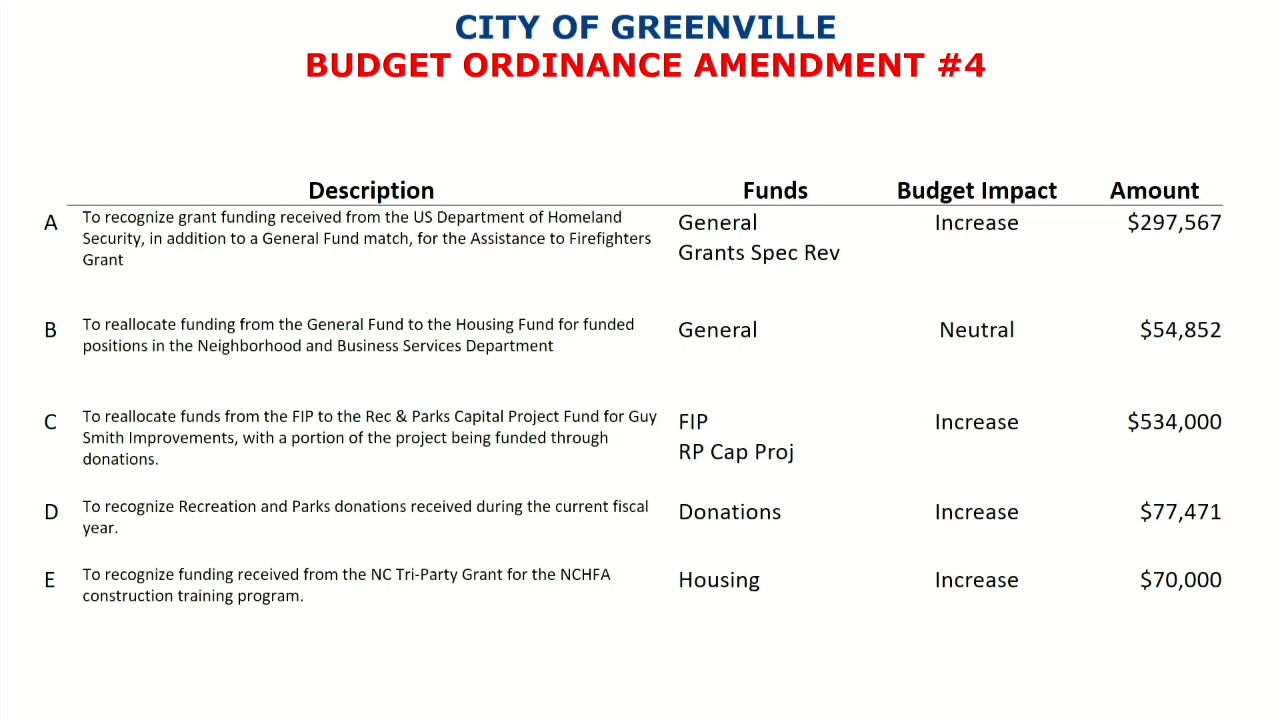 CITY OF GREENVILLE
BUDGET ORDINANCE AMENDMENT #4
Description Funds Budget Impact Amount
A To recognize grant funding received from the US Department of Homeland General Increase $297,567
Security, in addition to a General Fund match, for the Assistance to Firefighters Grants Spec Rev
Grant
B To reallocate funding from the General Fund to the Housing Fund for funded General Neutral $54,852
positions in the Neighborhood and Business Services Department
C To reallocate funds from the FIP to the Rec & Parks Capital Project Fund for Guy FIP Increase $534,000
Smith Improvements, with a portion of the project being funded through RP Cap Proj
donations.
D To recognize Recreation and Parks donations received during the current fiscal Donations Increase $77,471
year.
E To recognize funding received from the NC Tri-Party Grant for the NCHFA Housing Increase $70,000
construction training program.